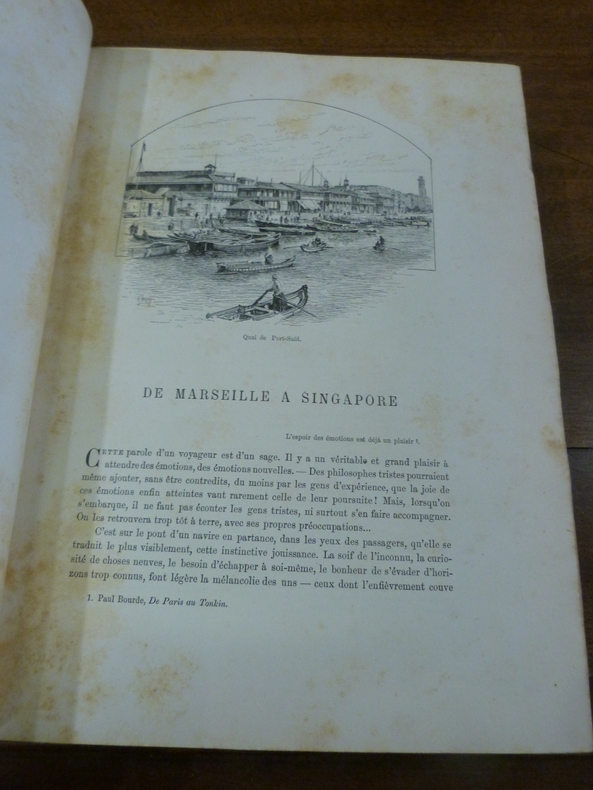 Quai de Port-Saïd.
DE MARSEILLE A SINGAPORE
L'espoir des émotions est déjà un plaisir 1.
CETTE parole d'un voyageur est d'un sage. Il y a un véritable et grand plaisir à
attendre des émotions, des émotions nouvelles. — Des philosophes tristes pourraient
même ajouter, sans être contredits, du moins par les gens d'expérience, que la joie de
ces émotions enfin atteintes vaut rarement celle de leur poursuite! Mais, lorsqu'on
s'embarque, il ne faut pas écouter les gens tristes, ni surtout s'en faire accompagner.
On les retrouvera trop tôt à terre, avec ses propres préoccupations...
C'est sur le pont d'un navire en partance, dans les yeux des passagers, qu'elle se
traduit le plus visiblement, cette instinctive jouissance. La soif de l'inconnu, la curio-
sité de choses neuves, le besoin d'échapper à soi-même, le bonheur de s'évader d'hori-
zons trop connus, font légère la mélancolie des uns — ceux dont l'enfièvrement couve
1. Paul Bourde, De Paris au Tonkin.